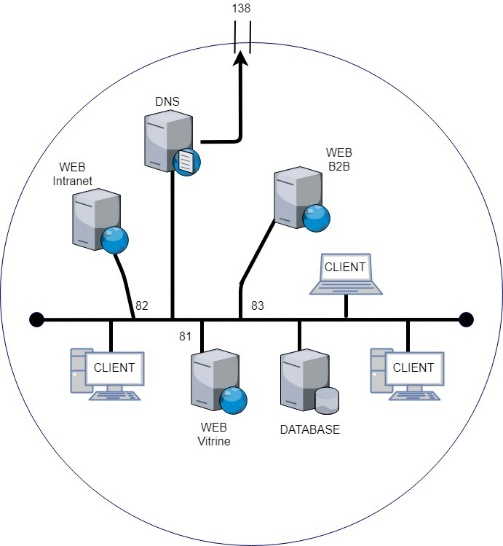 138
DNS
WEB
Intranet
WEB
B2B
CLIENT
82
83
81
CLIENT
CLIENT
WEB
Vitrine
DATABASE